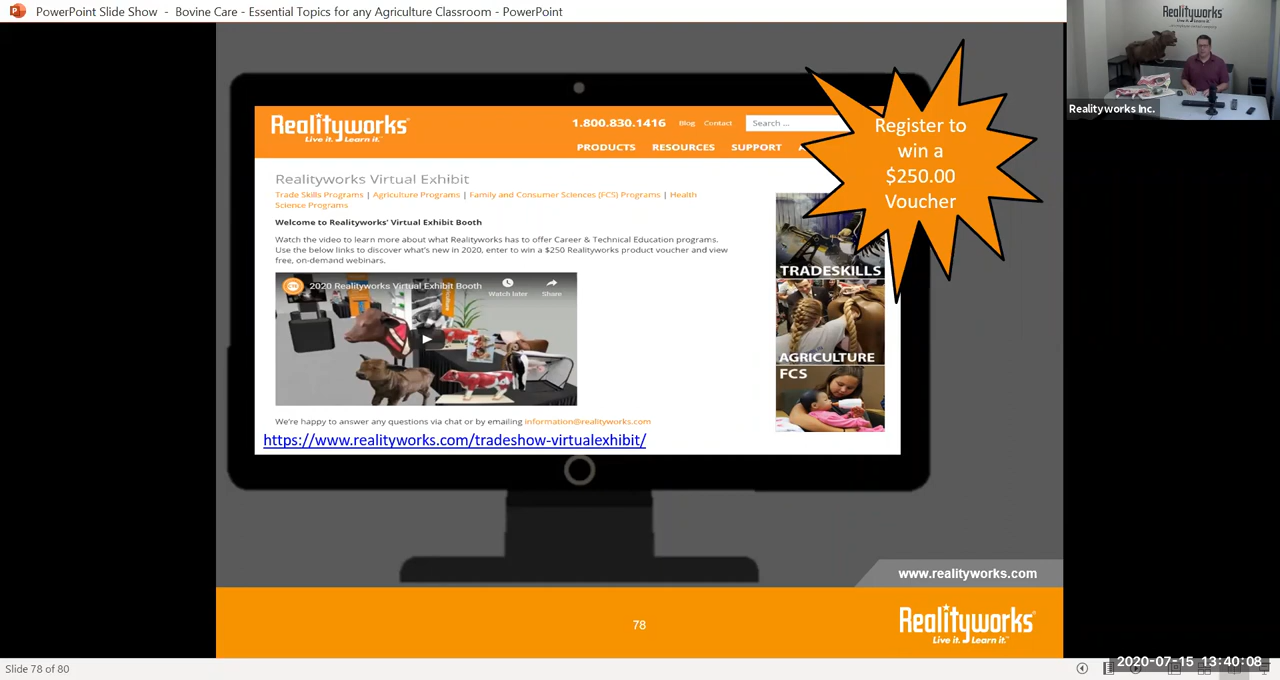 PowerPoint Slide Show - Bovine Care - Essential Topics for any Agriculture Classroom - PowerPoint
Realityworks
Live it. Learn it.
Realityworks Inc.
Realityworks
Live it. Learn it.
1.800.830.1416 Blog Contact Search ...
PRODUCTS RESOURCES SUPPORT A
Register to
win a
$250.00
Voucher
Realityworks Virtual Exhibit
Trade Skills Programs | Agriculture Programs | Family and Consumer Sciences (FCS) Programs | Health
Science Programs
Welcome to Realityworks' Virtual Exhibit Booth
Watch the video to learn more about what Realityworks has to offer Career & Technical Education programs.
Use the below links to discover what's new in 2020, enter to win a $250 Realityworks product voucher and view
free, on-demand webinars.
2020 Realityworks Virtual Exhibit Booth
Watch later Share
TRADESKILLS
AGRICULTURE
FCS
We're happy to answer any questions via chat or by emailing information@realityworks.com
https://www.realityworks.com/tradeshow-virtualexhibit/
www.realityworks.com
78
Realityworks
Live it. Learn it.
Slide 78 of 80
2020-07-15 13:40:08